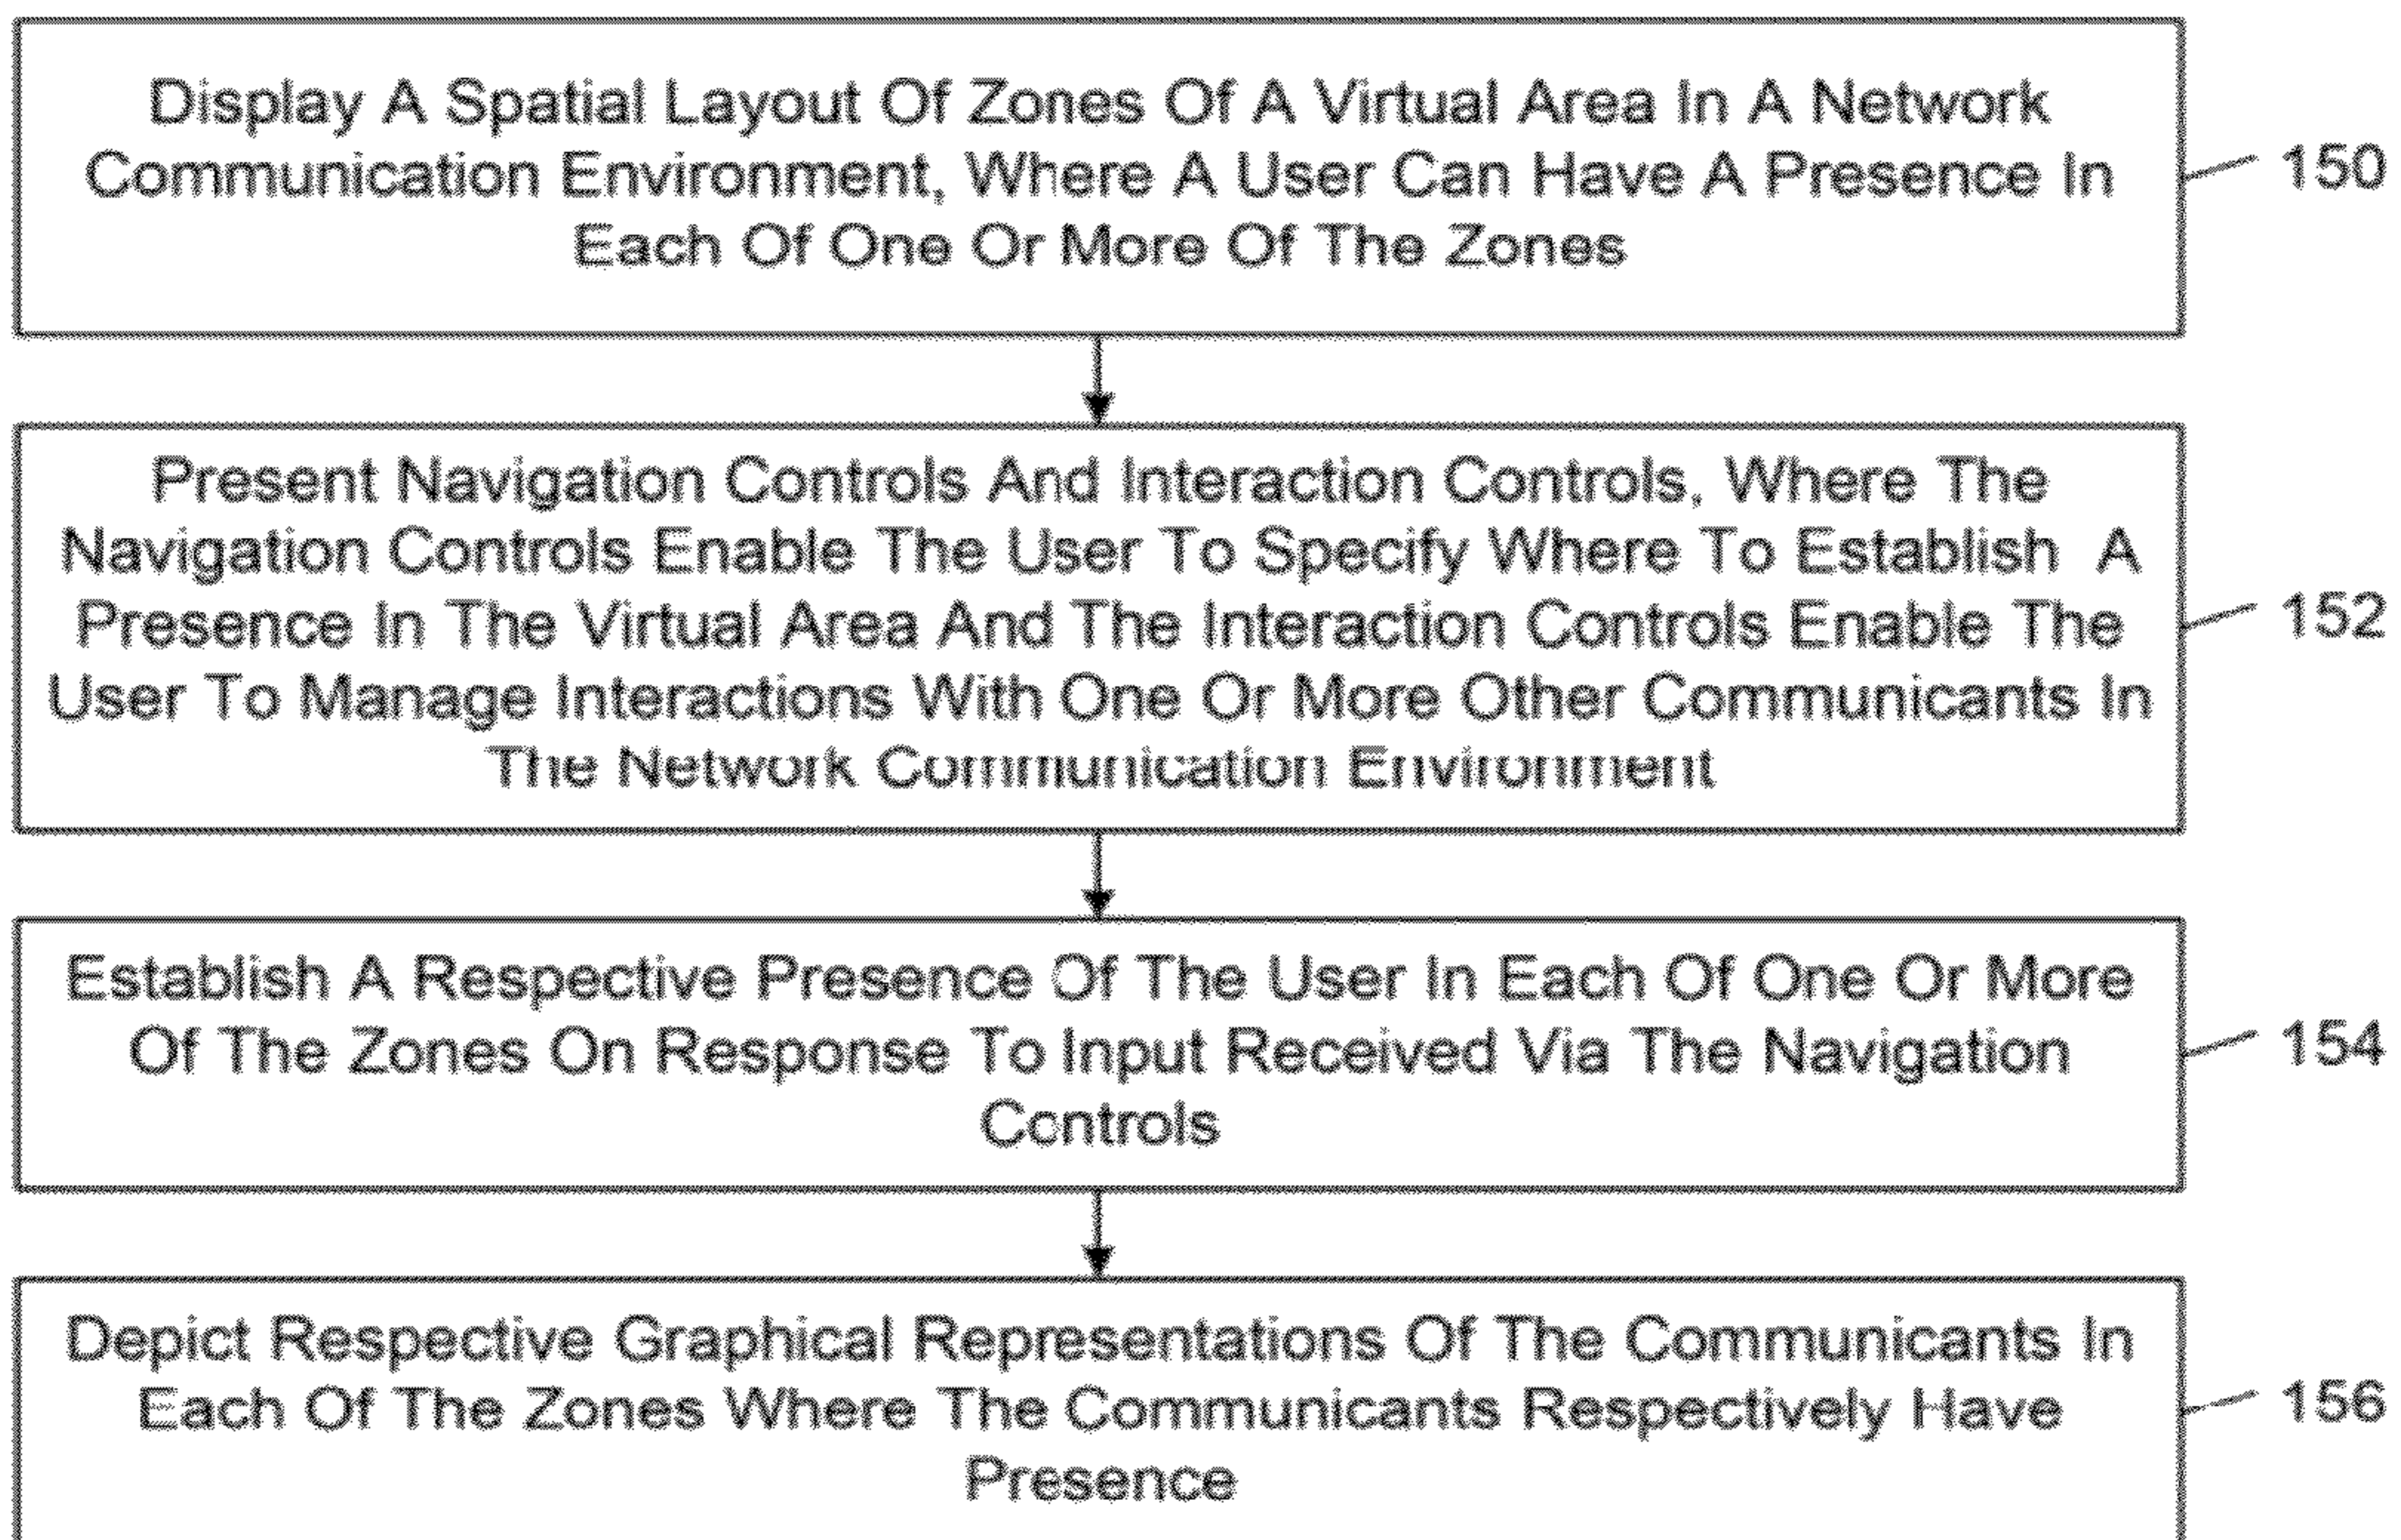 Display A Spatial Layout Of Zones Of A Virtual Area In A Network
Communication Environment, Where A User Can Have A Presence In
Each Of One Or More Of The Zones
150
Present Navigation Controls And Interaction Controls, Where The
Navigation Controls Enable The User To Specify Where To Establish A
Presence In The Virtual Area And The Interaction Controls Enable The
User To Manage Interactions With One Or More Other Communicants In
The Network Communication Environment
152
Establish A Respective Presence Of The User In Each Of One Or More
Of The Zones On Response To Input Received Via The Navigation
Controls
154
Depict Respective Graphical Representations Of The Communicants In
Each Of The Zones Where The Communicants Respectively Have
Presence
156